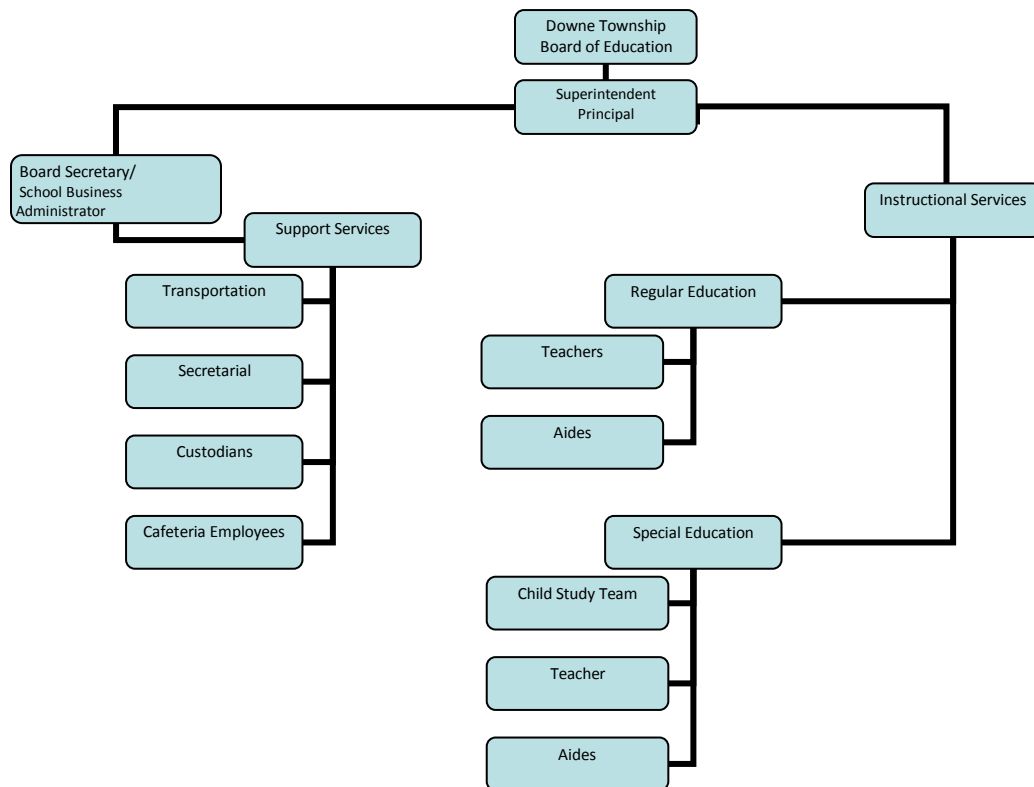 Downe Township
Board of Education
Superintendent
Principal
Board Secretary/
School Business
Administrator
Instructional Services
Support Services
Transportation
Regular Education
Teachers
Secretarial
Aides
Custodians
Cafeteria Employees
Special Education
Child Study Team
Teacher
Aides